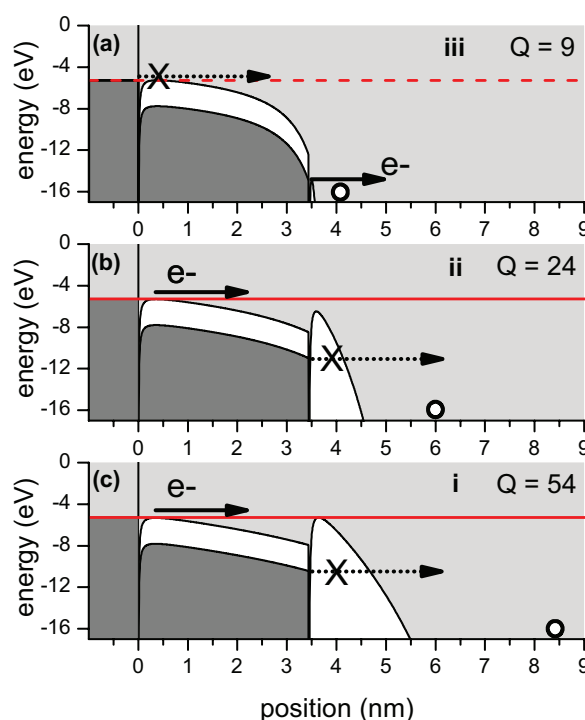 (a) iii Q = 9
0
-4
-8
-12
-16
energy (eV)
X
e-
0 1 2 3 4 5 6 7 8 9
(b) ii Q = 24
e-
0
-4
-8
-12
-16
energy (eV)
X
0 1 2 3 4 5 6 7 8 9
(c) i Q = 54
e-
0
-4
-8
-12
-16
energy (eV)
X
0 1 2 3 4 5 6 7 8 9
position (nm)